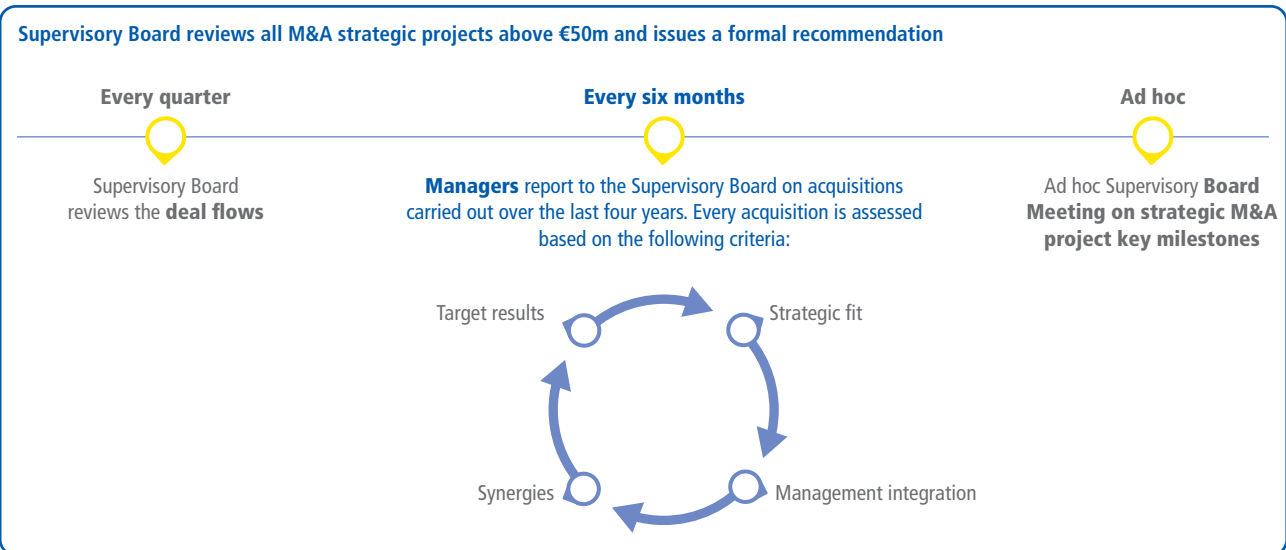 Supervisory Board reviews all M&A strategic projects above €50m and issues a formal recommendation
Every quarter
Supervisory Board
reviews the deal flows
Every six months
Managers report to the Supervisory Board on acquisitions
carried out over the last four years. Every acquisition is assessed
based on the following criteria:
Ad hoc
Ad hoc Supervisory Board
Meeting on strategic M&A
project key milestones
Target results
Strategic fit
Synergies
Management integration